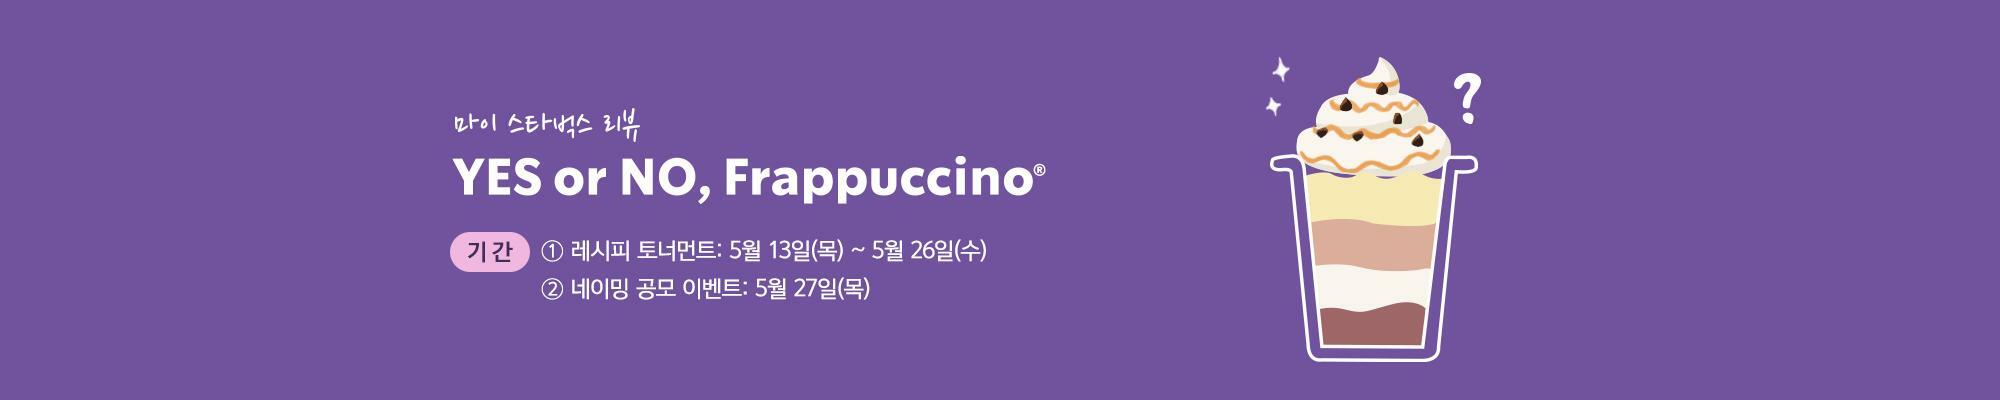 마이 스타벅스 리뷰
YES or NO, Frappuccino®
기간 ① 레시피 토너먼트: 5월 13일(목) ~ 5월 26일(수)
② 네이밍 공모 이벤트: 5월 27일(목)
?